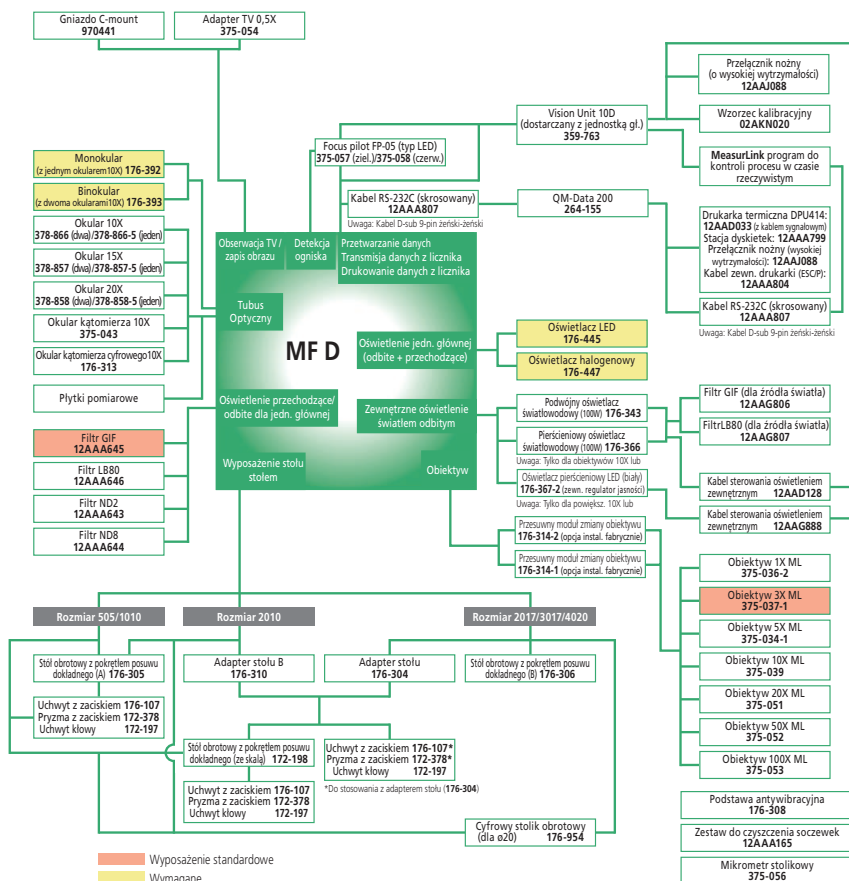 Gniazdo C-mount
970441
Adapter TV 0,5X
375-054
Przełącznik nożny
(o wysokiej wytrzymałości)
12AAJ088
Vision Unit 10D
(dostarczany z jednostką gł.)
359-763
Wzorzec kalibracyjny
02AKN020
Focus pilot FP-05 (typ LED)
375-057 (ziel.)/375-058 (czerw.)
MeasurLink program do
kontroli procesu w czasie
rzeczywistym
Monokular
(z jednym okularem10X) 176-392
Binokular
(z dwoma okularami10X) 176-393
Kabel RS-232C (skrosowany)
12AAA807
Uwaga: Kabel D-sub 9-pin żeński-żeński
QM-Data 200
264-155
Drukarka termiczna DPU414:
12AAD033 (z kablem sygnałowym)
Stacja dyskietek: 12AAA799
Przełącznik nożny (wysokiej
wytrzymałości): 12AAJ088
Kabel zewn. drukarki (ESC/P):
12AAA804
Kabel RS-232C (skrosowany)
12AAA807
Uwaga: Kabel D-sub 9-pin żeński-żeński
Okular 10X
378-866 (dwa)/378-866-5 (jeden)
Okular 15X
378-857 (dwa)/378-857-5 (jeden)
Okular 20X
378-858 (dwa)/378-858-5 (jeden)
Okular kątomierza 10X
375-043
Okular kątomierza cyfrowego10X
176-313
Płytki pomiarowe
Obserwacja TV /
zapis obrazu
Detekcja
ogniska
Przetwarzanie danych
Transmisja danych z licznika
Drukowanie danych z licznika
Tubus
Optyczny
MF D
Oświetlenie jedn. głównej
(odbite + przechodzące)
Oświetlenie przechodzące/
odbite dla jedn. głównej
Zewnętrzne oświetlenie
światłem odbitym
Wyposażenie stołu
stołem
Obiektyw
Oświetlacz LED
176-445
Oświetlacz halogenowy
176-447
Podwójny oświetlacz
światłowodowy (100W) 176-343
Pierścieniowy oświetlacz
światłowodowy (100W) 176-366
Uwaga: Tylko dla obiektywów 10X lub
Oświetlacz pierścieniowy LED (biały)
176-367-2 (zewn. regulator jasności)
Uwaga: Tylko dla powiększ. 10X lub
Filtr GIF (dla źródła światła)
12AAG806
FiltrLB80 (dla źródła światła)
12AAG807
Kabel sterowania oświetleniem
zewnętrznym 12AAD128
Kabel sterowania oświetleniem
zewnętrznym 12AAG888
Filtr GIF
12AAA645
Filtr LB80
12AAA646
Filtr ND2
12AAA643
Filtr ND8
12AAA644
Przesuwny moduł zmiany obiektywu
176-314-2 (opcja instal. fabrycznie)
Przesuwny moduł zmiany obiektywu
176-314-1 (opcja instal. fabrycznie)
Obiektyw 1X ML
375-036-2
Obiektyw 3X ML
375-037-1
Obiektyw 5X ML
375-034-1
Obiektyw 10X ML
375-039
Obiektyw 20X ML
375-051
Obiektyw 50X ML
375-052
Obiektyw 100X ML
375-053
Rozmiar 505/1010
Rozmiar 2010
Rozmiar 2017/3017/4020
Stół obrotowy z pokrętłem posuwu
dokładnego (A) 176-305
Adapter stołu B
176-310
Adapter stołu
176-304
Stół obrotowy z pokrętłem posuwu
dokładnego (B) 176-306
Uchwyt z zaciskiem 176-107
Pryzma z zaciskiem 172-378
Uchwyt kłowy 172-197
Stół obrotowy z pokrętłem posuwu
dokładnego (ze skalą) 172-198
Uchwyt z zaciskiem 176-107*
Pryzma z zaciskiem 172-378*
Uchwyt kłowy 172-197
*Do stosowania z adapterem stołu (176-304)
Uchwyt z zaciskiem 176-107
Pryzma z zaciskiem 172-378
Uchwyt kłowy 172-197
Cyfrowy stolik obrotowy
(dla ø20) 176-954
Podstawa antywibracyjna
176-308
Zestaw do czyszczenia soczewek
12AAA165
Mikrometr stolikowy
375-056
Wyposażenie standardowe
Wymagane